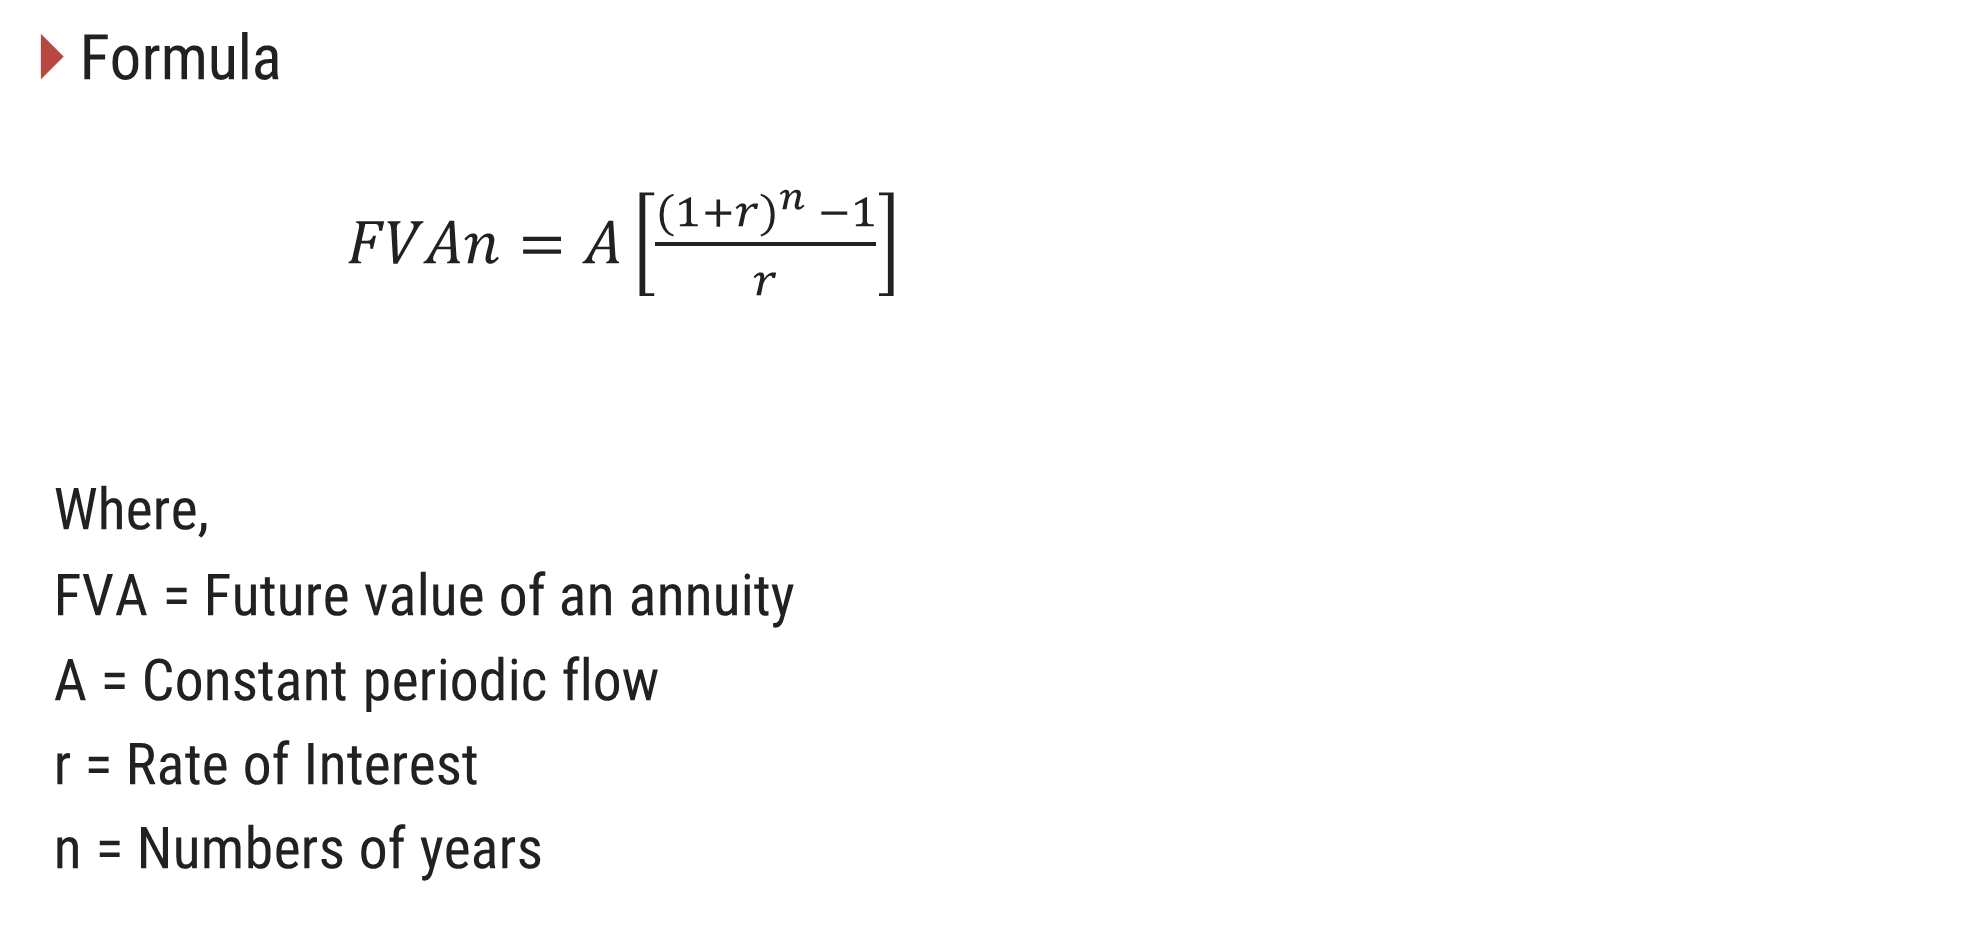 Formula
FVAn = A [((1+r)^n −1)/r]
Where,
FVA = Future value of an annuity
A = Constant periodic flow
r = Rate of Interest
n = Numbers of years